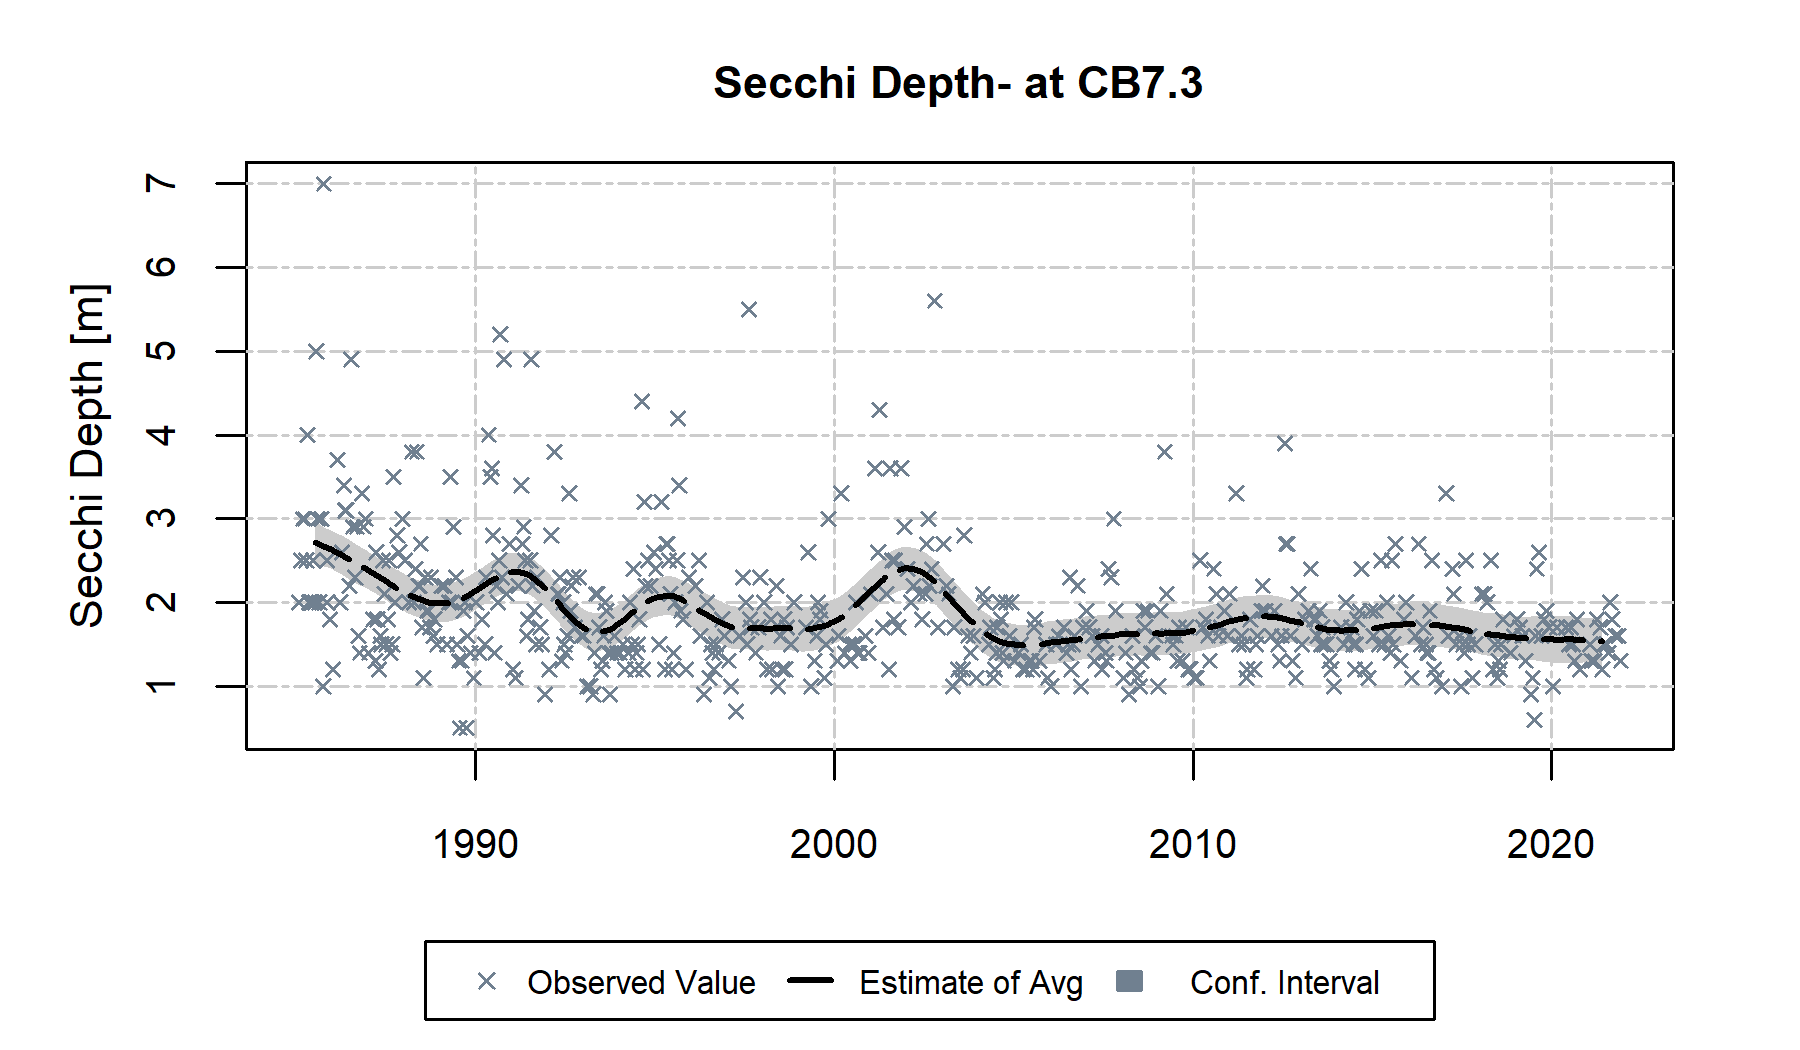 Secchi Depth- at CB7.3
Secchi Depth [m]
7
6
5
4
3
2
1
1990 2000 2010 2020
Observed Value Estimate of Avg Conf. Interval